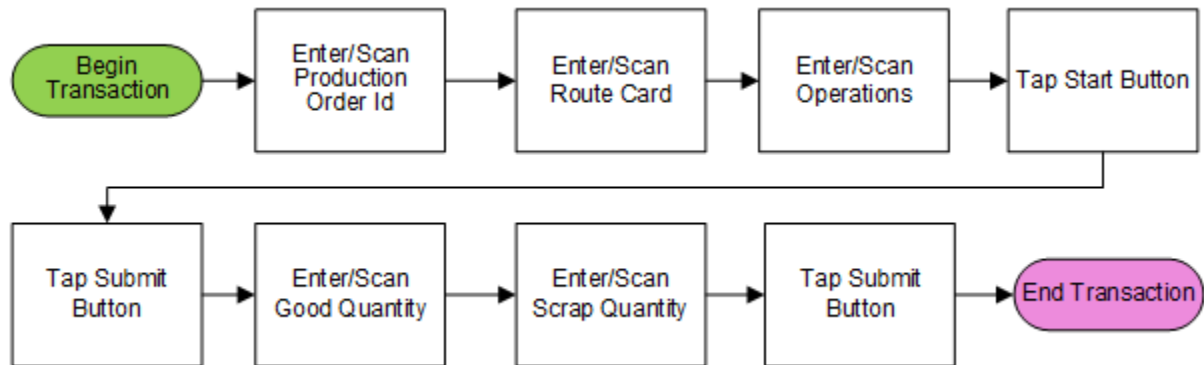 Begin
Transaction
Enter/Scan
Production
Order Id
Enter/Scan
Route Card
Enter/Scan
Operations
Tap Start Button
Tap Submit
Button
Enter/Scan
Good Quantity
Enter/Scan
Scrap Quantity
Tap Submit
Button
End Transaction